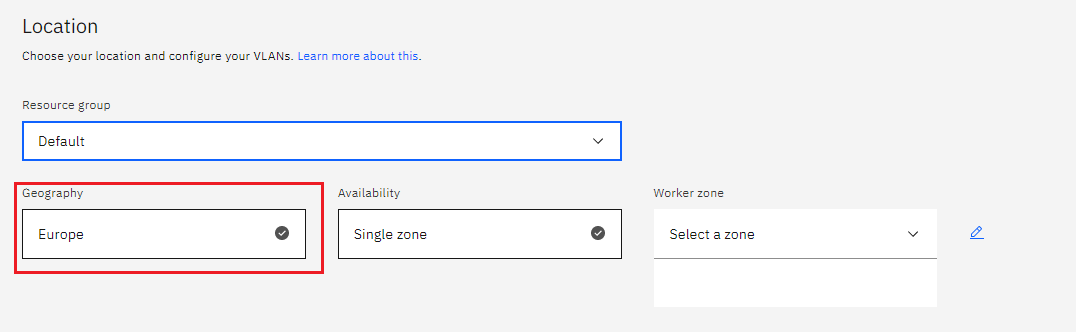 Location
Choose your location and configure your VLANs. Learn more about this.
Resource group
Default
Geography
Availability
Worker zone
Europe
Single zone
Select a zone